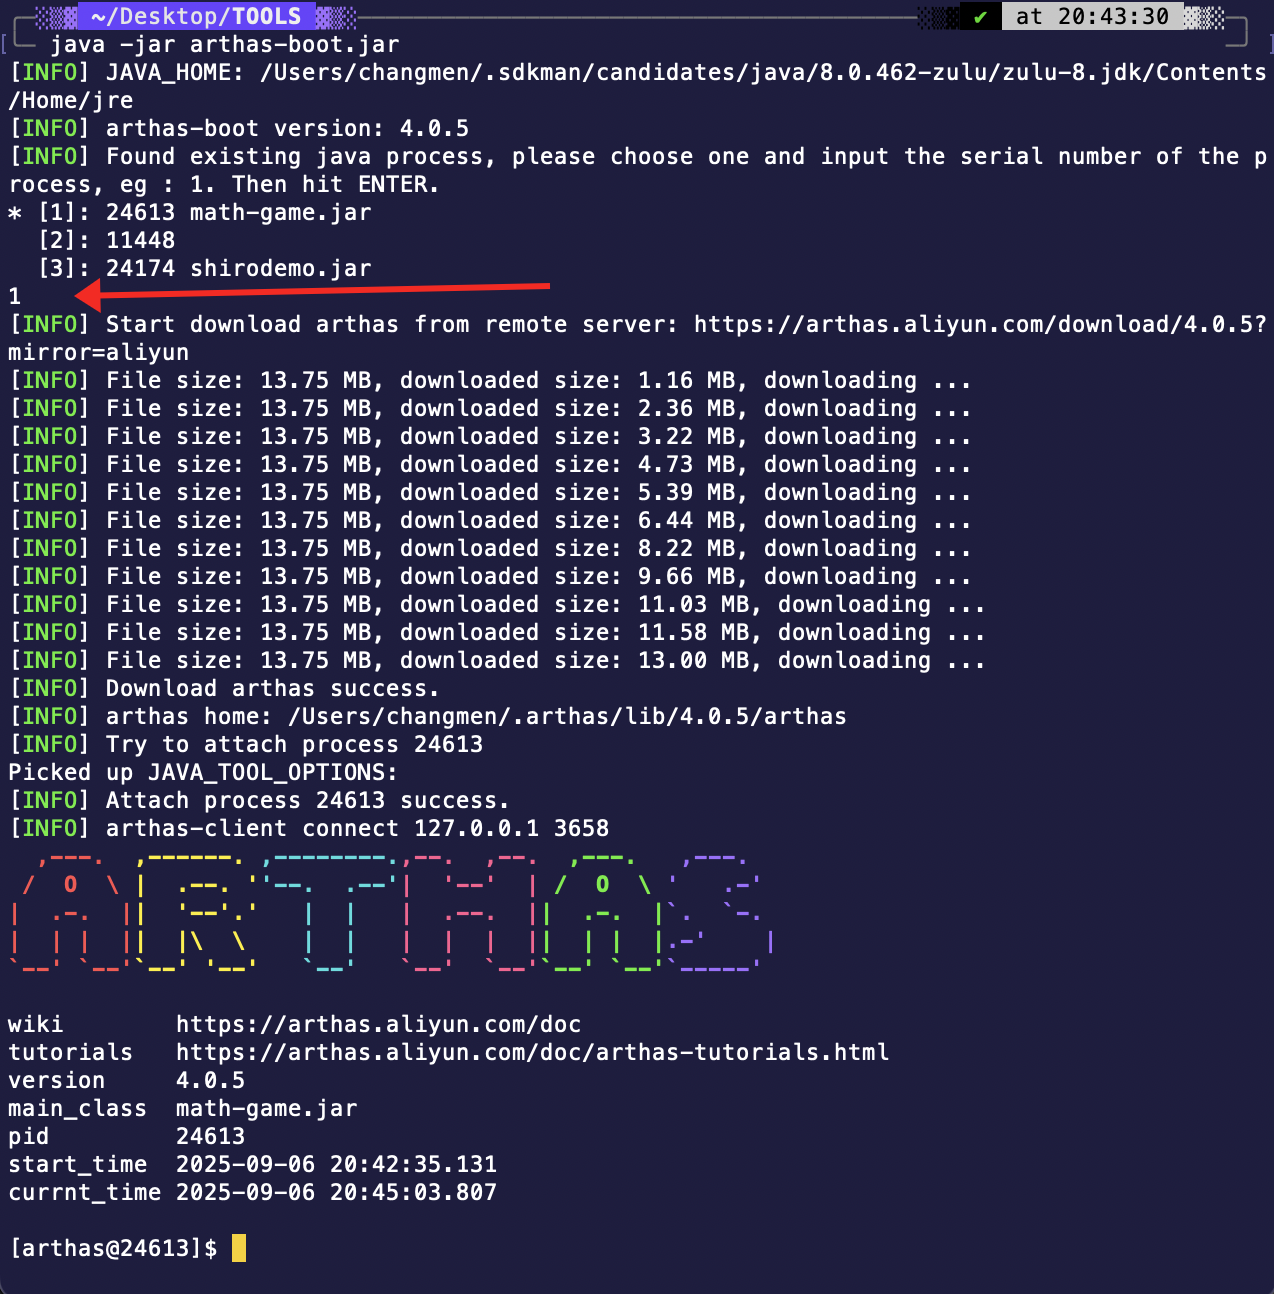 ~/Desktop/TOOLS ✔ at 20:43:30
java -jar arthas-boot.jar
[INFO] JAVA_HOME: /Users/changmen/.sdkman/candidates/java/8.0.462-zulu/zulu-8.jdk/Contents
/Home/jre
[INFO] arthas-boot version: 4.0.5
[INFO] Found existing java process, please choose one and input the serial number of the p
rocess, eg : 1. Then hit ENTER.
* [1]: 24613 math-game.jar
[2]: 11448
[3]: 24174 shirodemo.jar
1
[INFO] Start download arthas from remote server: https://arthas.aliyun.com/download/4.0.5?
mirror=aliyun
[INFO] File size: 13.75 MB, downloaded size: 1.16 MB, downloading ...
[INFO] File size: 13.75 MB, downloaded size: 2.36 MB, downloading ...
[INFO] File size: 13.75 MB, downloaded size: 3.22 MB, downloading ...
[INFO] File size: 13.75 MB, downloaded size: 4.73 MB, downloading ...
[INFO] File size: 13.75 MB, downloaded size: 5.39 MB, downloading ...
[INFO] File size: 13.75 MB, downloaded size: 6.44 MB, downloading ...
[INFO] File size: 13.75 MB, downloaded size: 8.22 MB, downloading ...
[INFO] File size: 13.75 MB, downloaded size: 9.66 MB, downloading ...
[INFO] File size: 13.75 MB, downloaded size: 11.03 MB, downloading ...
[INFO] File size: 13.75 MB, downloaded size: 11.58 MB, downloading ...
[INFO] File size: 13.75 MB, downloaded size: 13.00 MB, downloading ...
[INFO] Download arthas success.
[INFO] arthas home: /Users/changmen/.arthas/lib/4.0.5/arthas
[INFO] Try to attach process 24613
Picked up JAVA_TOOL_OPTIONS:
[INFO] Attach process 24613 success.
[INFO] arthas-client connect 127.0.0.1 3658
ARTHAS
wiki https://arthas.aliyun.com/doc
tutorials https://arthas.aliyun.com/doc/arthas-tutorials.html
version 4.0.5
main_class math-game.jar
pid 24613
start_time 2025-09-06 20:42:35.131
currnt_time 2025-09-06 20:45:03.807
[arthas@24613]$